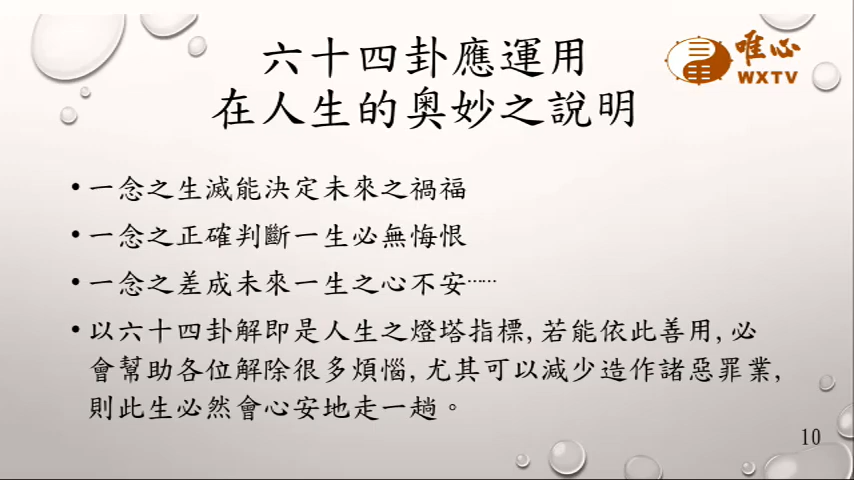 六十四卦應運用
在人生的奧妙之說明
唯心
WXTV
• 一念之生滅能決定未來之禍福
• 一念之正確判斷一生必無悔恨
• 一念之差成未來一生之心不安……
• 以六十四卦解即是人生之燈塔指標, 若能依此善用, 必
會幫助各位解除很多煩惱, 尤其可以減少造作諸惡罪業,
則此生必然會心安地走一趟。
10